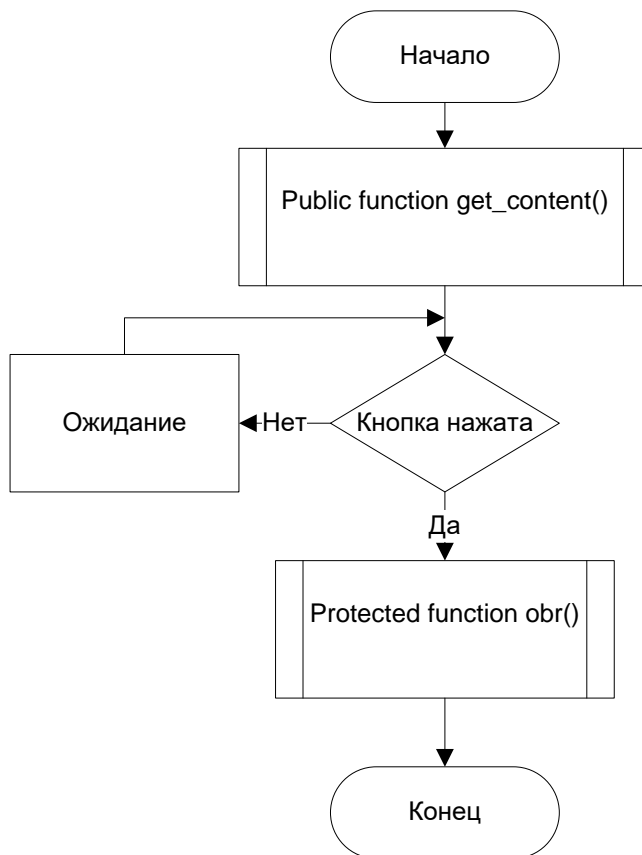 Начало
Public function get_content()
Ожидание
Нет
Кнопка нажата
Да
Protected function obr()
Конец